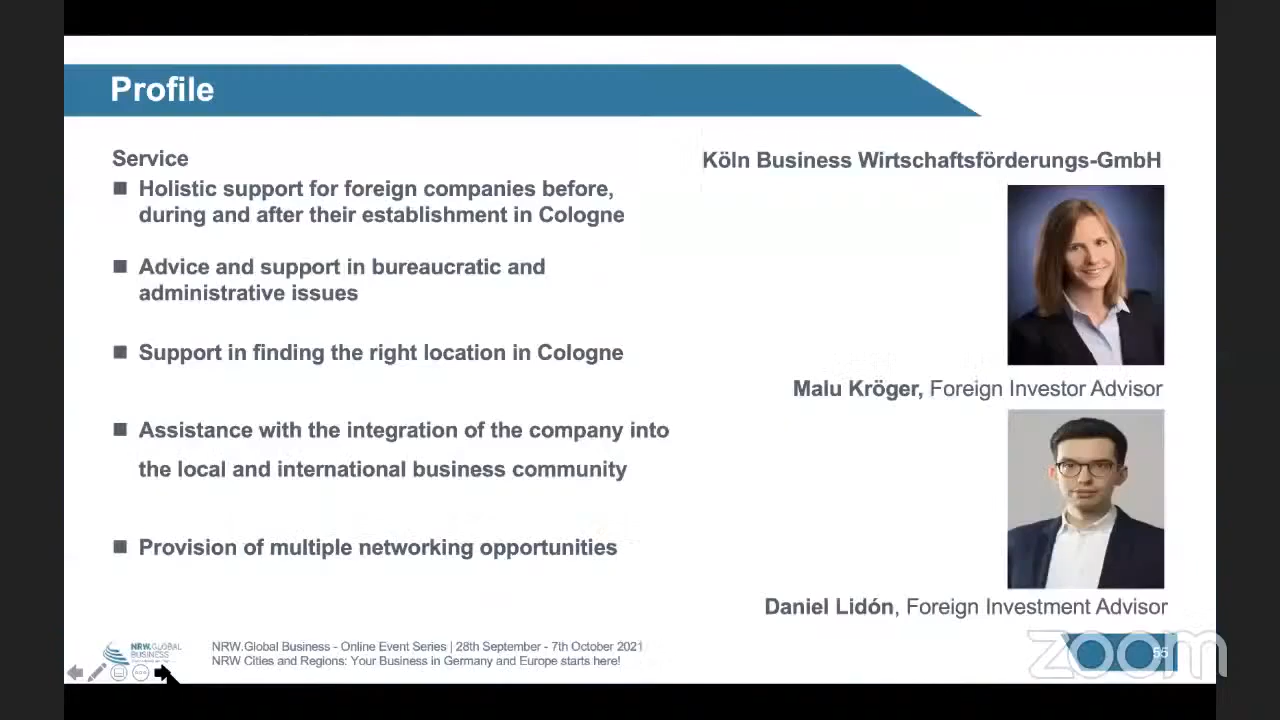 Profile
Service
Holistic support for foreign companies before,
during and after their establishment in Cologne
Advice and support in bureaucratic and
administrative issues
Support in finding the right location in Cologne
Assistance with the integration of the company into
the local and international business community
Provision of multiple networking opportunities
Köln Business Wirtschaftsförderungs-GmbH
Malu Kröger, Foreign Investor Advisor
Daniel Lidón, Foreign Investment Advisor
NRW.GLOBAL
BUSINESS
NRW.Global Business - Online Event Series | 28th September - 7th October 2021
NRW Cities and Regions: Your Business in Germany and Europe starts here!
55
zoom